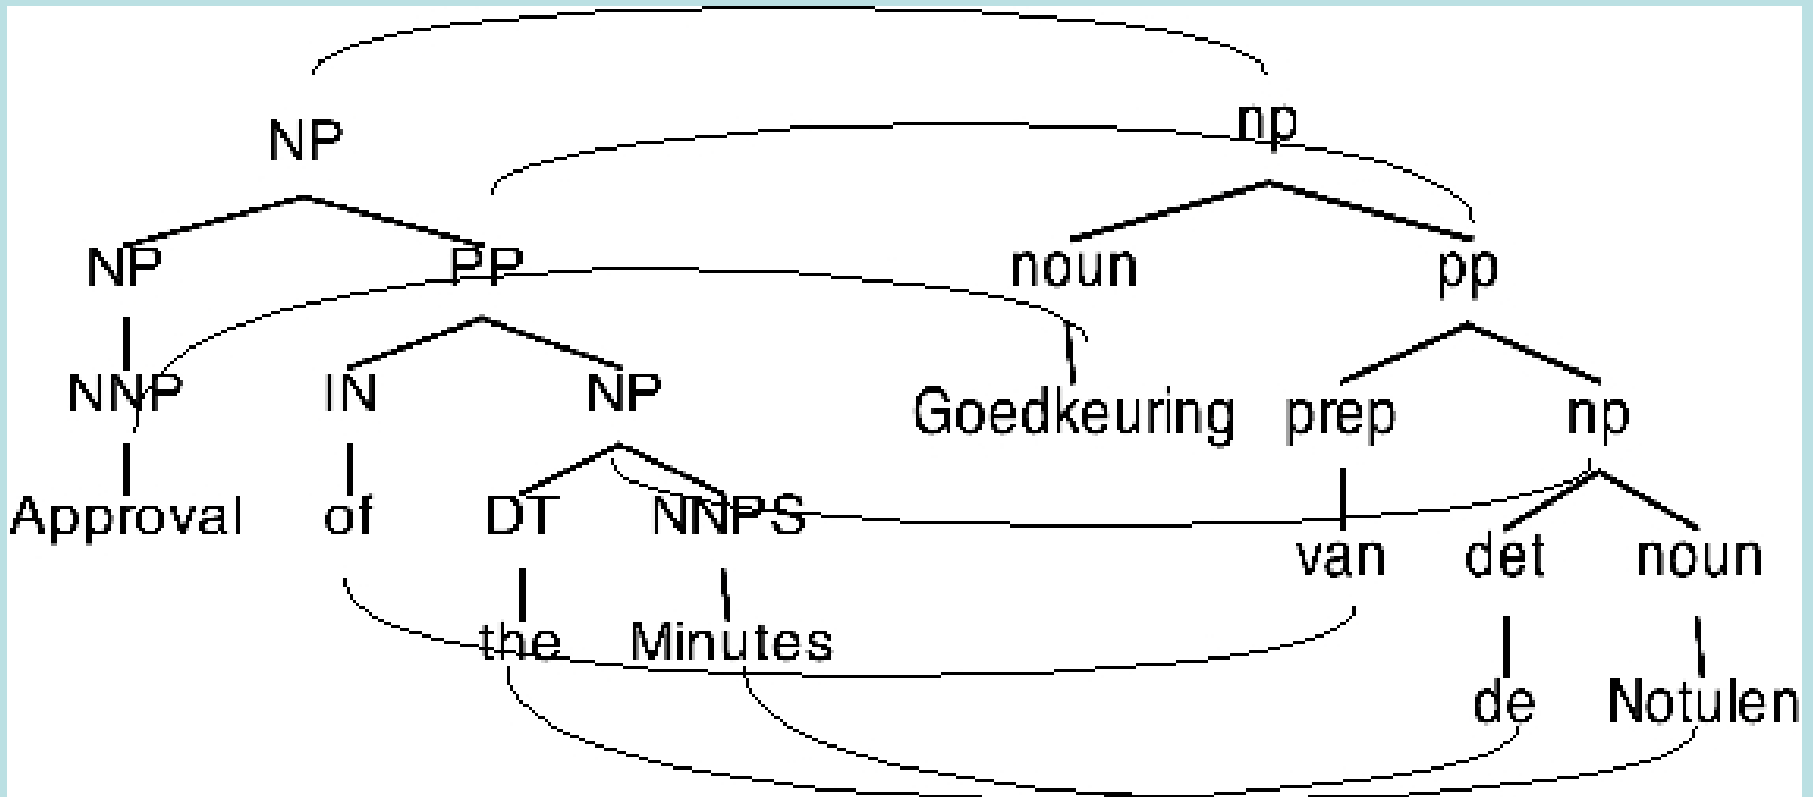 NP np
NP PP noun pp
NNP IN NP Goedkeuring prep np
Approval of DT NNPS van det noun
the Minutes de Notulen